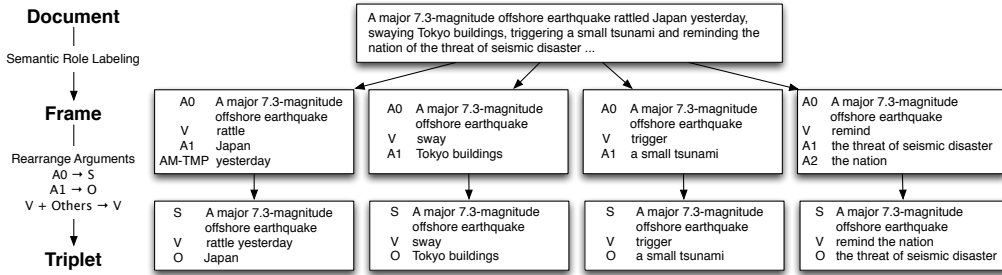 Document
Semantic Role Labeling
Frame
Rearrange Arguments
A0 → S
A1 → O
V + Others → V
Triplet
A major 7.3-magnitude offshore earthquake rattled Japan yesterday,
swaying Tokyo buildings, triggering a small tsunami and reminding the
nation of the threat of seismic disaster ...
A0 A major 7.3-magnitude
offshore earthquake
V rattle
A1 Japan
AM-TMP yesterday
A0 A major 7.3-magnitude
offshore earthquake
V sway
A1 Tokyo buildings
A0 A major 7.3-magnitude
offshore earthquake
V trigger
A1 a small tsunami
A0 A major 7.3-magnitude
offshore earthquake
V remind
A1 the threat of seismic disaster
A2 the nation
S A major 7.3-magnitude
offshore earthquake
V rattle yesterday
O Japan
S A major 7.3-magnitude
offshore earthquake
V sway
O Tokyo buildings
S A major 7.3-magnitude
offshore earthquake
V trigger
O a small tsunami
S A major 7.3-magnitude
offshore earthquake
V remind the nation
O the threat of seismic disaster